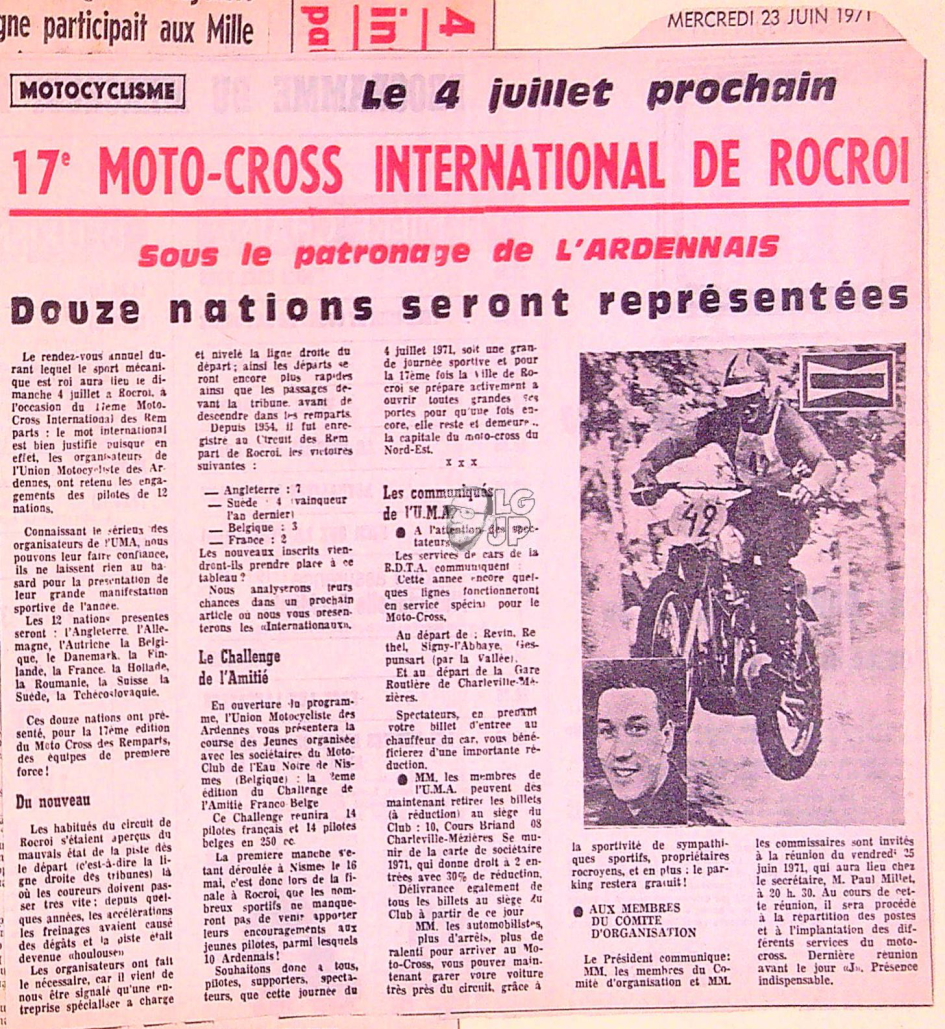 gne participait aux Mille
4
in
pa
MERCREDI 23 JUIN 1971
MOTOCYCLISME
Le 4 juillet prochain
17e MOTO-CROSS INTERNATIONAL DE ROCROI
Sous le patronage de L'ARDENNAIS
Douze nations seront représentées
Le rendez-vous annuel du-
rant lequel le sport mécani-
que est roi aura lieu le di-
manche 4 juillet à Rocroi, à
l'occasion du 17ème Moto-
Cross International des Rem
parts : le mot international
est bien justifié puisque en
effet, les organisateurs de
l'Union Motocycliste des Ar-
dennes, ont retenu les enga-
gements des pilotes de 12
nations.
Connaissant le sérieux des
organisateurs de l'UMA, nous
pouvons leur faire confiance,
ils ne laissent rien au ha-
sard pour la présentation de
leur grande manifestation
sportive de l'année.
Les 12 nations présentes
seront : l'Angleterre, l'Alle-
magne, l'Autriche la Belgi-
que, le Danemark, la Fin-
lande, la France, la Hollade,
la Roumanie, la Suisse la
Suède, la Tchécoslovaquie.
Ces douze nations ont pré-
senté, pour la 17ème edition
du Moto Cross des Remparts,
des équipes de première
force !
Du nouveau
Les habitués du circuit de
Rocroi s'étaient aperçus du
mauvais état de la piste dès
le départ (c'est-à-dire la li-
gne droite des tribunes) là
où les coureurs doivent pas-
ser très vite ; depuis quel-
ques années, les accélérations
les freinages avaient causé
des dégâts et la piste était
devenue «houlouse»
Les organisateurs ont fait
le nécessaire, car il vient de
nous être signalé qu'une en-
treprise spécialiser a chargé
et nivelé la ligne droite du
départ ; ainsi les départs se
ront encore plus rapides
ainsi que les passages de-
vant la tribune, avant de
descendre dans les remparts.
Depuis 1954, il fut enre-
gistre au Circuit des Rem
part de Rocroi, les victoires
suivantes :
— Angleterre : 7
— Suède : 4 (vainqueur
l'an dernier)
— Belgique : 3
— France : 2
Les nouveaux inscrits vien-
dront-ils prendre place à ce
tableau ?
Nous analyserons leurs
chances dans un prochain
article où nous vous présen-
terons les «Internationaux».
Le Challenge
de l'Amitié
En ouverture du program-
me, l'Union Motocycliste des
Ardennes vous présentera la
course des Jeunes organisée
avec les sociétaires du Moto-
Club de l'Eau Noire de Nis-
mes (Belgique) : la 2eme
édition du Challenge de
l'Amitie Franco Belge
Ce Challenge reunira 14
pilotes français et 14 pilotes
belges en 250 cc.
La première manche s'é-
tant déroulée à Nismes le 16
mai, c'est donc lors de la fi-
nale à Rocroi, que les nom-
breux sportifs ne manque-
ront pas de venir apporter
leurs encouragements aux
jeunes pilotes, parmi lesquels
10 Ardennais !
Souhaitons donc à tous,
pilotes, supporters, specta-
teurs, que cette journée du
4 juillet 1971, soit une gran-
de journée sportive et pour
la 17ème fois la Ville de Ro-
croi se prépare activement a
ouvrir toutes grandes ses
portes pour qu'une fois en-
core, elle reste et demeure..
la capitale du moto-cross du
Nord-Est.
x x x
Les communiqués
de l'U.M.A.
● A l'attention des spec-
tateurs
Les services de cars de la
R.D.T.A. communiquent :
Cette année encore quel-
ques lignes fonctionneront
en service spécial pour le
Moto-Cross.
Au départ de : Revin, Re
thel, Signy-l'Abbaye, Ges-
punsart (par la Vallée).
Et au départ de la Gare
Routière de Charleville-Mé-
zières.
Spectateurs, en prenant
votre billet d'entree au
chauffeur du car, vous béné-
ficierez d'une importante ré-
duction.
● MM. les membres de
l'U.M.A. peuvent dès
maintenant retirer les billets
(à réduction) au siège du
Club : 10, Cours Briand 08
Charleville-Mézières Se mu-
nir de la carte de sociétaire
1971, qui donne droit à 2 en-
trées avec 30% de réduction.
Délivrance également de
tous les billets au siège du
Club à partir de ce jour
MM. les automobilistes,
plus d'arrêts, plus de
ralenti pour arriver au Mo-
to-Cross, vous pouvez main-
tenant garer votre voiture
très près du circuit, grâce à
42
LG
UP
la sportivité de sympathi-
ques sportifs, propriétaires
rocroyens, et en plus : le par-
king restera gratuit !
● AUX MEMBRES
DU COMITE
D'ORGANISATION
Le Président communique:
MM. les membres du Co-
mité d'organisation et MM.
les commissaires sont invités
à la réunion du vendredi 25
juin 1971, qui aura lieu chez
le secrétaire, M. Paul Millet,
à 20 h. 30. Au cours de cet-
te réunion, il sera procédé
à la répartition des postes
et à l'implantation des dif-
férents services du moto-
cross. Dernière réunion
avant le jour «J». Présence
indispensable.